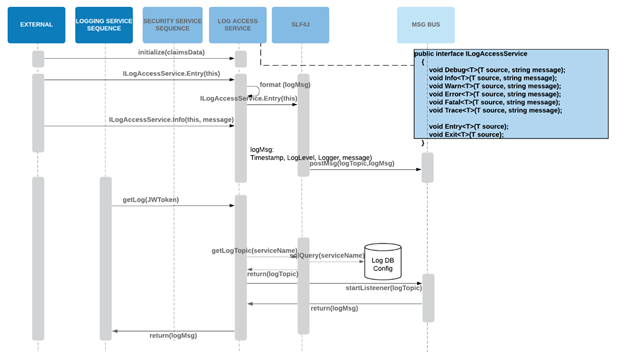 EXTERNAL
LOGGING SERVICE
SEQUENCE
SECURITY SERVICE
SEQUENCE
LOG ACCESS
SERVICE
SLF4J
MSG BUS
initialize(claimsData)
ILogAccessService.Entry(this)
format (logMsg)
ILogAccessService.Entry(this)
ILogAccessService.Info(this, message)
public interface ILogAccessService
{
void Debug<T>(T source, string message);
void Info<T>(T source, string message);
void Warn<T>(T source, string message);
void Error<T>(T source, string message);
void Fatal<T>(T source, string message);
void Trace<T>(T source, string message);
void Entry<T>(T source);
void Exit<T>(T source);
}
logMsg:
Timestamp, LogLevel, Logger, message)
postMsg(logTopic,logMsg)
getLog(JWToken)
getLogTopic(serviceName)
Query(serviceName)
Log DB
Config
return(logTopic)
startListeener(logTopic)
return(logMsg)
return(logMsg)